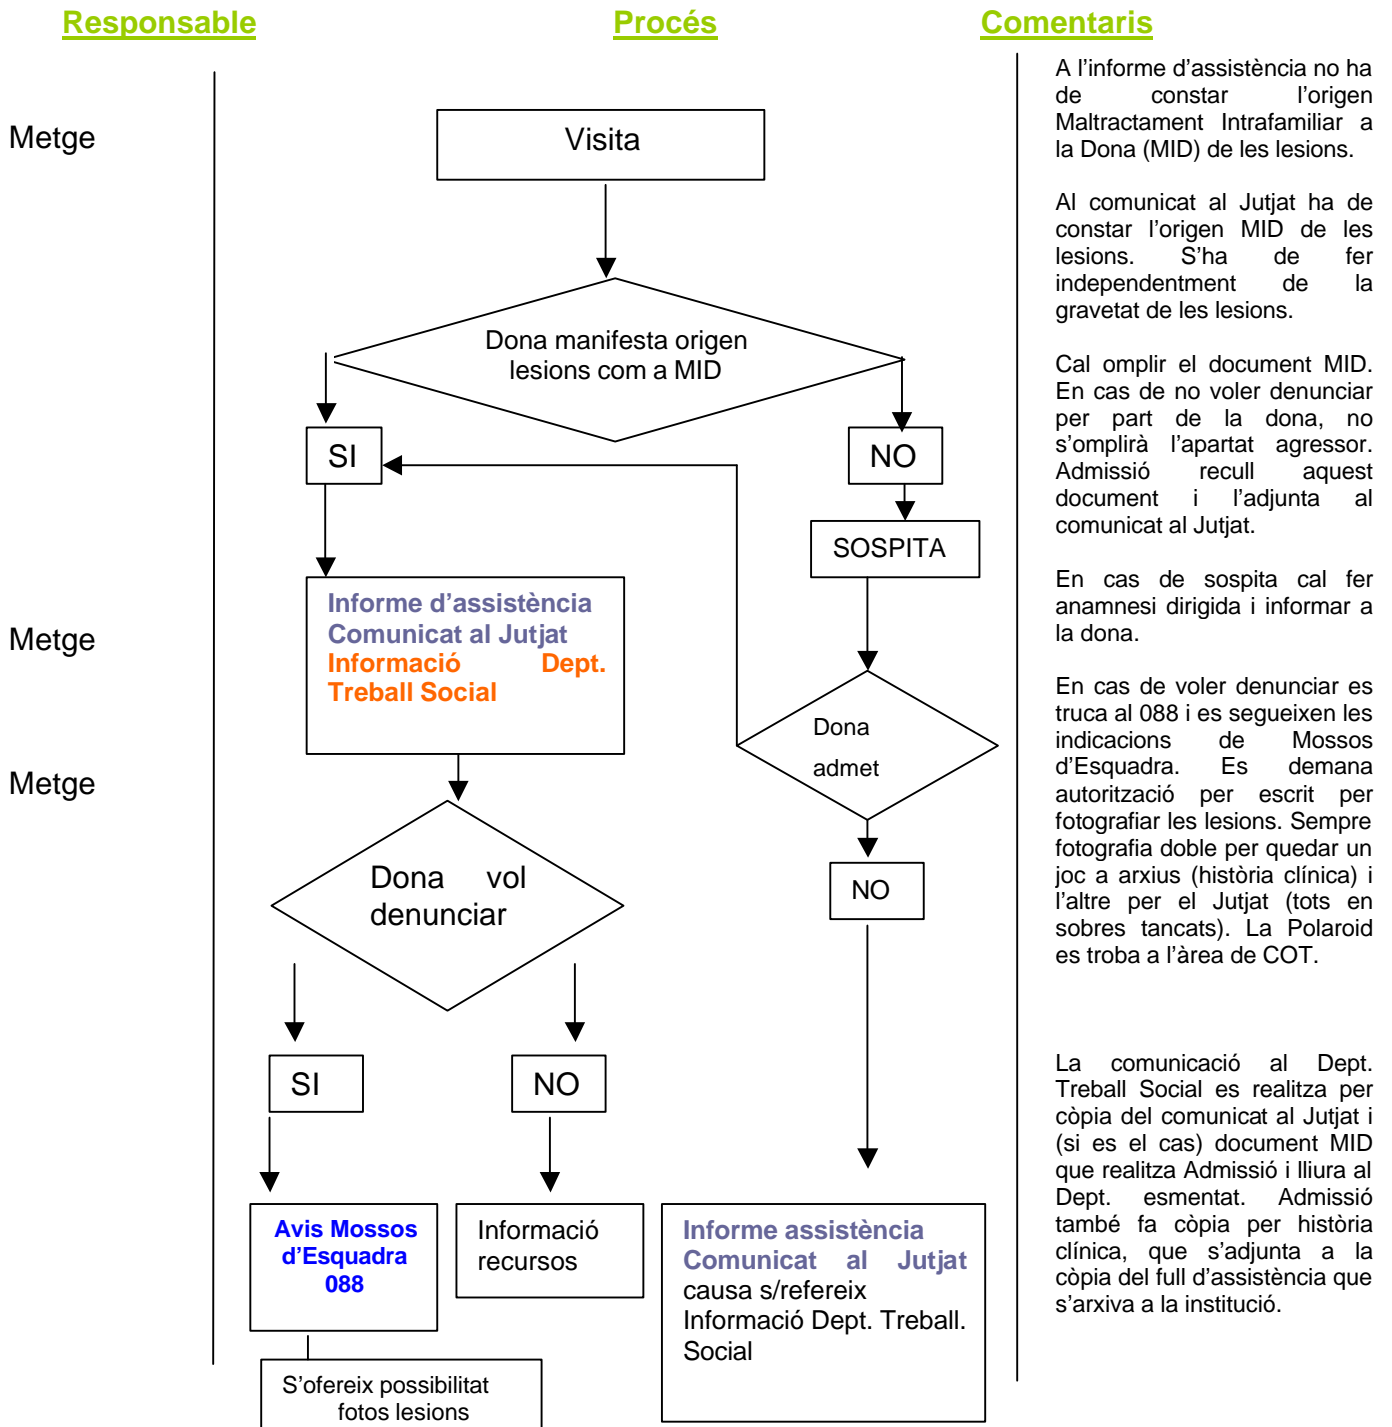 Responsable
Procés
Comentaris
Metge
Metge
Metge
Visita
Dona manifesta origen
lesions com a MID
SI
NO
SOSPITA
Informe d'assistència
Comunicat al Jutjat
Informació Dept.
Treball Social
Dona
admet
Dona vol
denunciar
NO
SI
NO
Avis Mossos
d'Esquadra
088
Informació
recursos
Informe assistència
Comunicat al Jutjat
causa s/refereix
Informació Dept. Treball.
Social
S'ofereix possibilitat
fotos lesions
A l'informe d'assistència no ha
de constar l'origen
Maltractament Intrafamiliar a
la Dona (MID) de les lesions.
Al comunicat al Jutjat ha de
constar l'origen MID de les
lesions. S'ha de fer
independentment de la
gravetat de les lesions.
Cal omplir el document MID.
En cas de no voler denunciar
per part de la dona, no
s'omplirà l'apartat agressor.
Admissió recull aquest
document i l'adjunta al
comunicat al Jutjat.
En cas de sospita cal fer
anamnesi dirigida i informar a
la dona.
En cas de voler denunciar es
truca al 088 i es segueixen les
indicacions de Mossos
d'Esquadra. Es demana
autorització per escrit per
fotografiar les lesions. Sempre
fotografia doble per quedar un
joc a arxius (història clínica) i
l'altre per el Jutjat (tots en
sobres tancats). La Polaroid
es troba a l'àrea de COT.
La comunicació al Dept.
Treball Social es realitza per
còpia del comunicat al Jutjat i
(si es el cas) document MID
que realitza Admissió i lliura al
Dept. esmentat. Admissió
també fa còpia per història
clínica, que s'adjunta a la
còpia del full d'assistència que
s'arxiva a la institució.